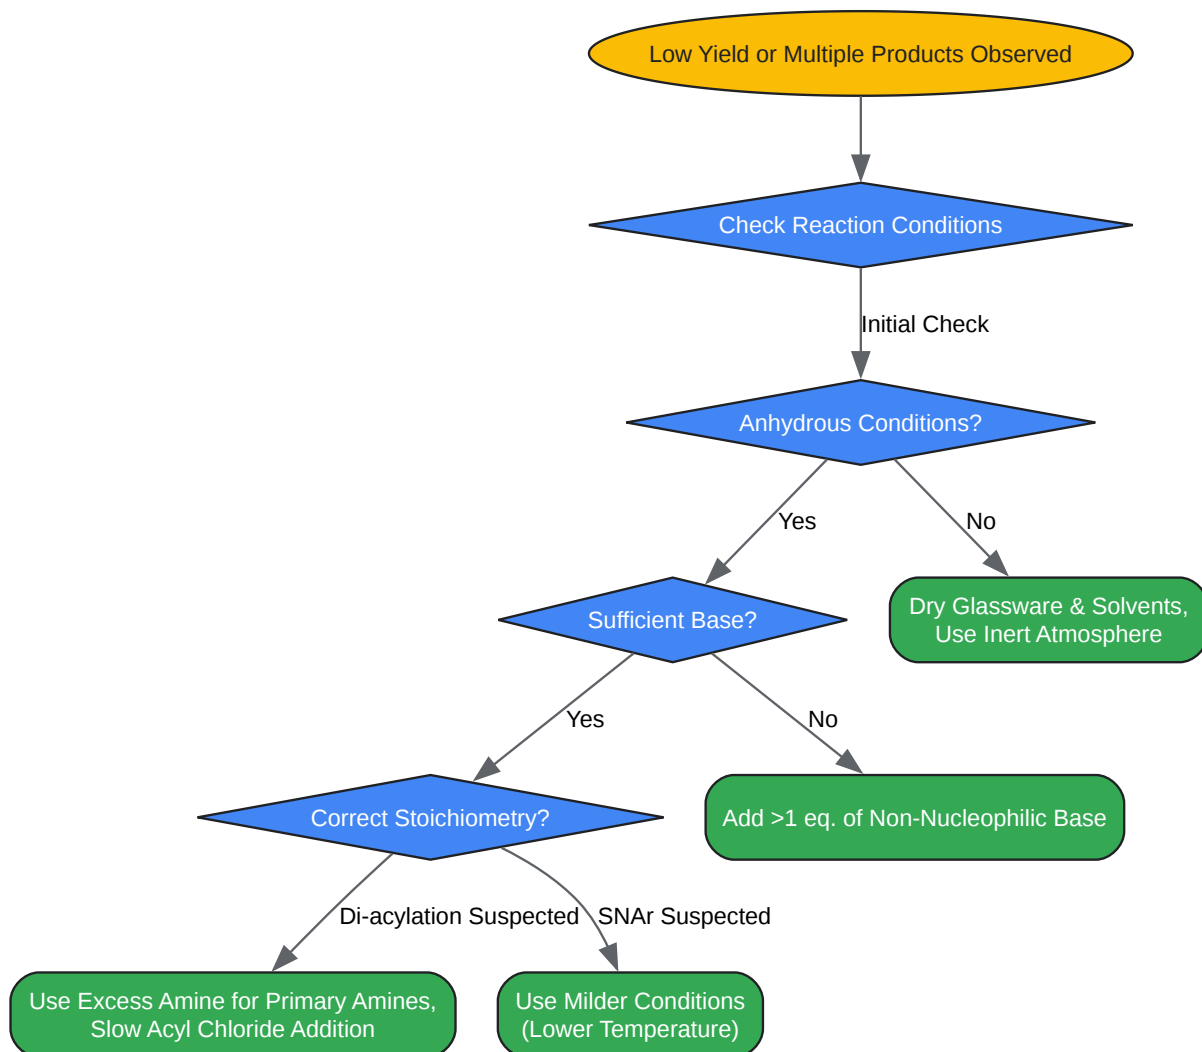 Low Yield or Multiple Products Observed
Check Reaction Conditions
Initial Check
Anhydrous Conditions?
Yes
No
Sufficient Base?
Dry Glassware & Solvents,
Use Inert Atmosphere
Yes
No
Correct Stoichiometry?
Add >1 eq. of Non-Nucleophilic Base
Di-acylation Suspected
SNAr Suspected
Use Excess Amine for Primary Amines,
Slow Acyl Chloride Addition
Use Milder Conditions
(Lower Temperature)